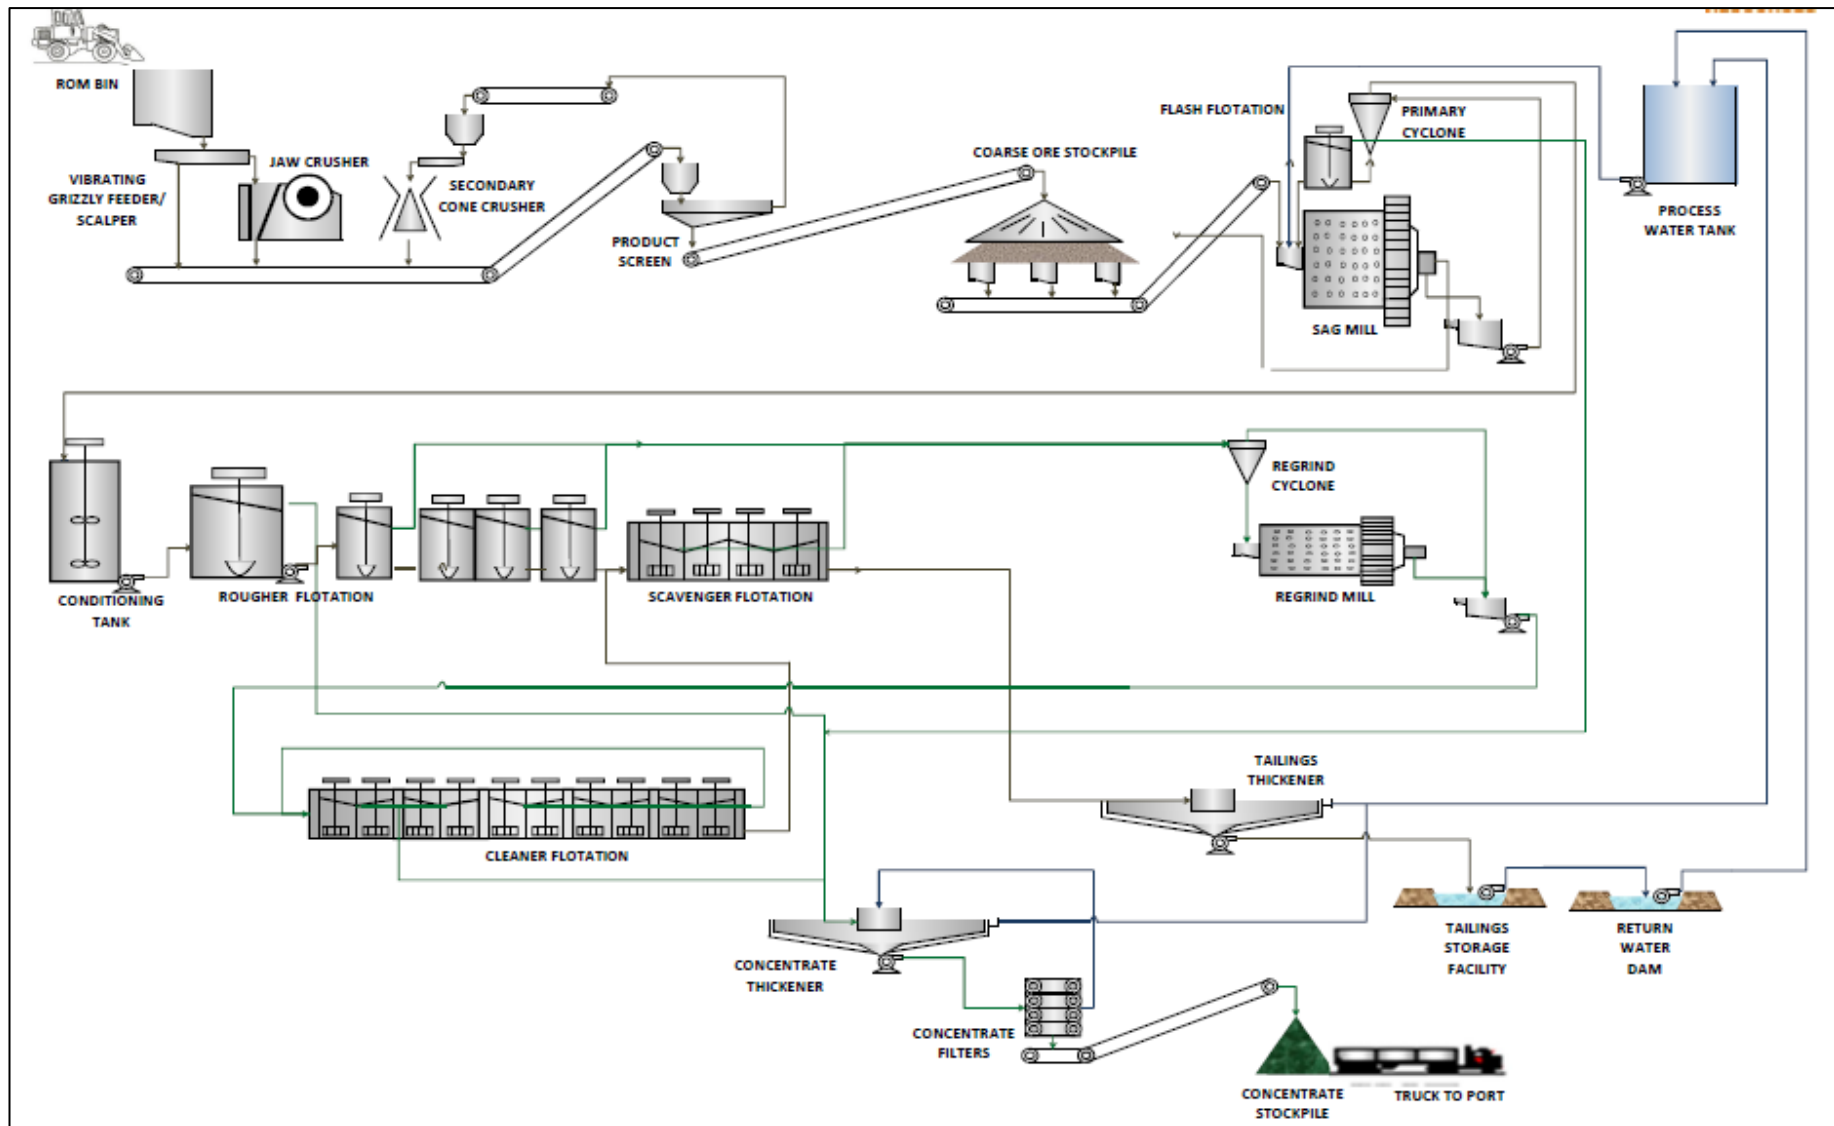 ROM BIN
VIBRATING
GRIZZLY FEEDER/
SCALPER
JAW CRUSHER
SECONDARY
CONE CRUSHER
PRODUCT
SCREEN
COARSE ORE STOCKPILE
FLASH FLOTATION
PRIMARY
CYCLONE
SAG MILL
PROCESS
WATER TANK
CONDITIONING
TANK
ROUGHER FLOTATION
SCAVENGER FLOTATION
REGRIND
CYCLONE
REGRIND MILL
CLEANER FLOTATION
TAILINGS
THICKENER
CONCENTRATE
THICKENER
CONCENTRATE
FILTERS
TAILINGS
STORAGE
FACILITY
RETURN
WATER
DAM
CONCENTRATE
STOCKPILE
TRUCK TO PORT